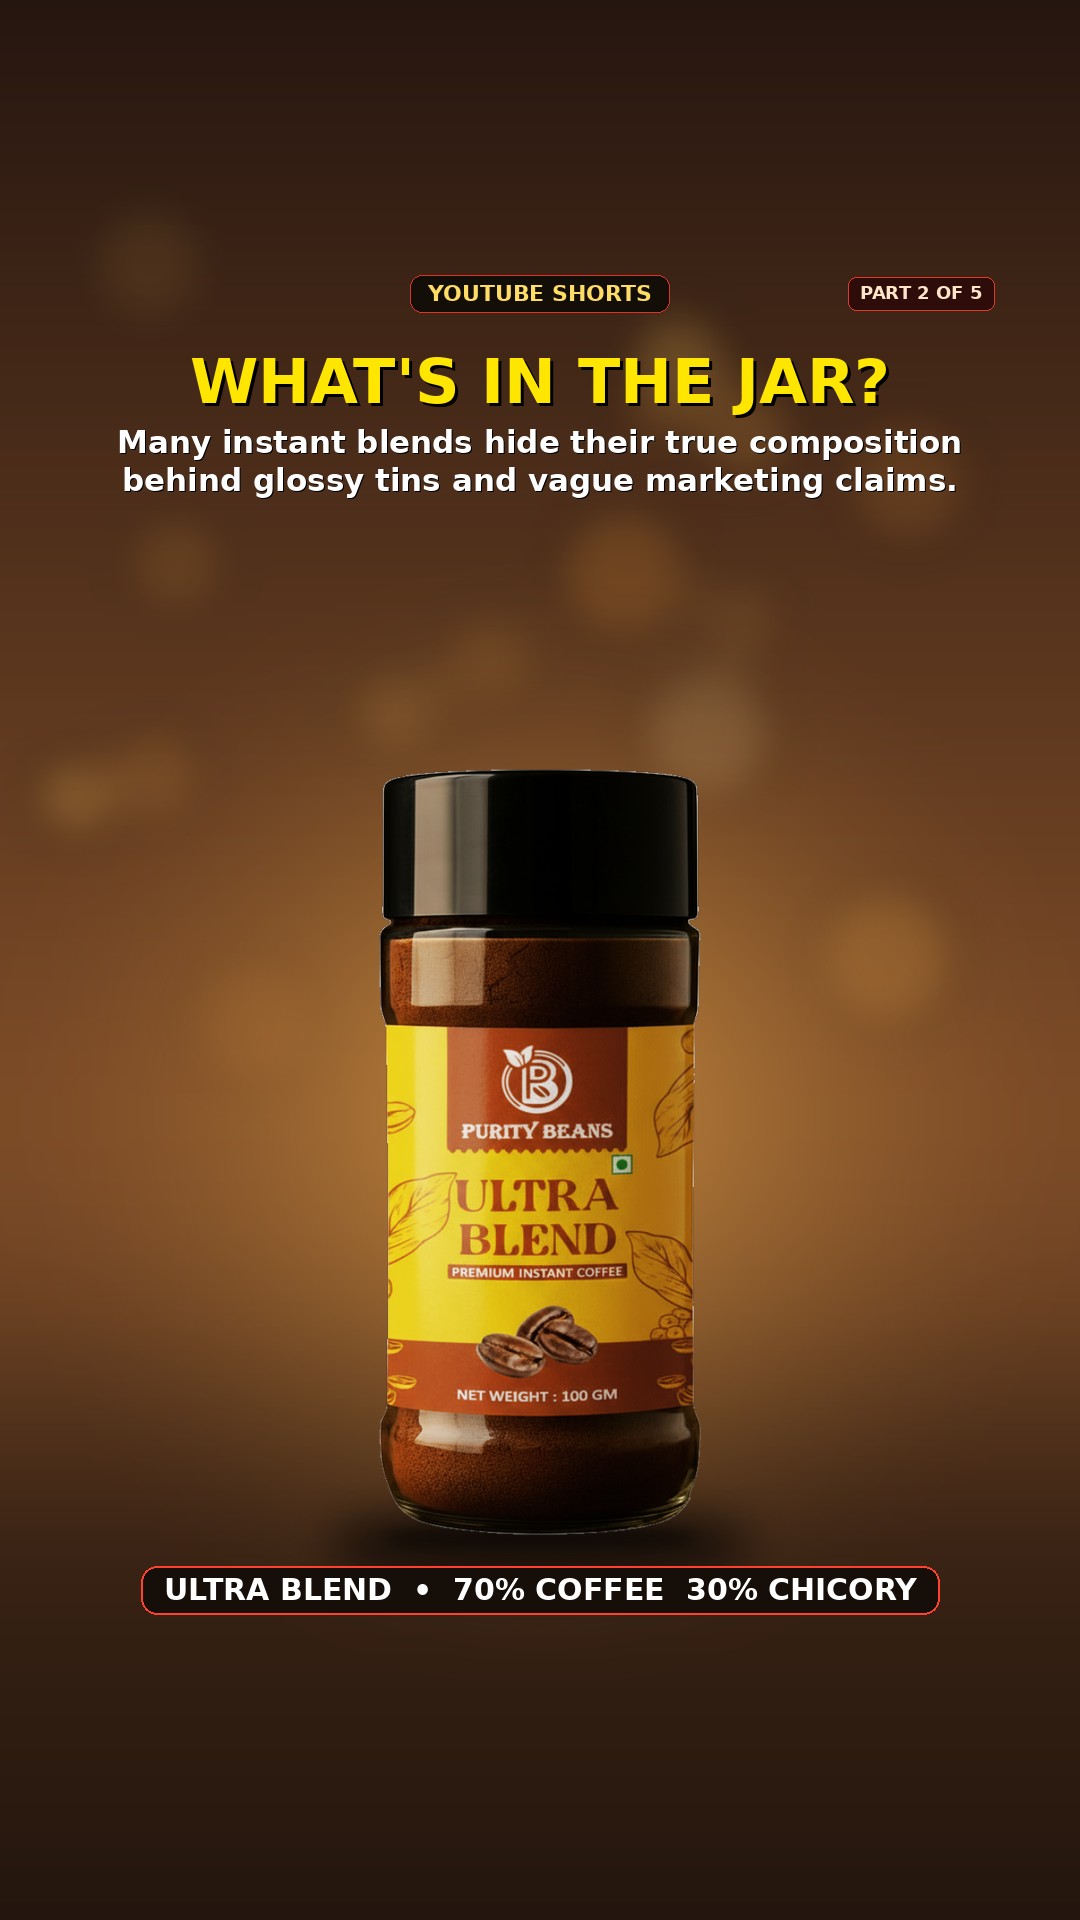 YOUTUBE SHORTS
PART 2 OF 5
WHAT'S IN THE JAR?
Many instant blends hide their true composition
behind glossy tins and vague marketing claims.
PURITY BEANS
ULTRA
BLEND
PREMIUM INSTANT COFFEE
NET WEIGHT : 100 GM
ULTRA BLEND • 70% COFFEE 30% CHICORY